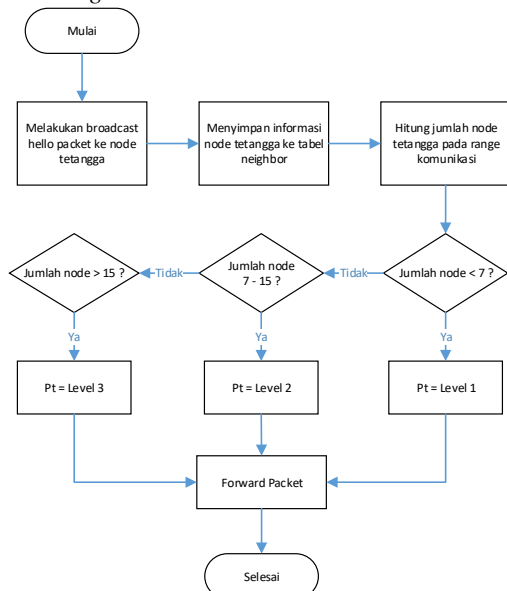 Mulai
Melakukan broadcast
hello packet ke node
tetangga
Menyimpan informasi
node tetangga ke tabel
neighbor
Hitung jumlah node
tetangga pada range
komunikasi
Jumlah node > 15 ?
Tidak
Jumlah node
7 - 15 ?
Tidak
Jumlah node < 7 ?
Ya
Ya
Ya
Pt = Level 3
Pt = Level 2
Pt = Level 1
Forward Packet
Selesai